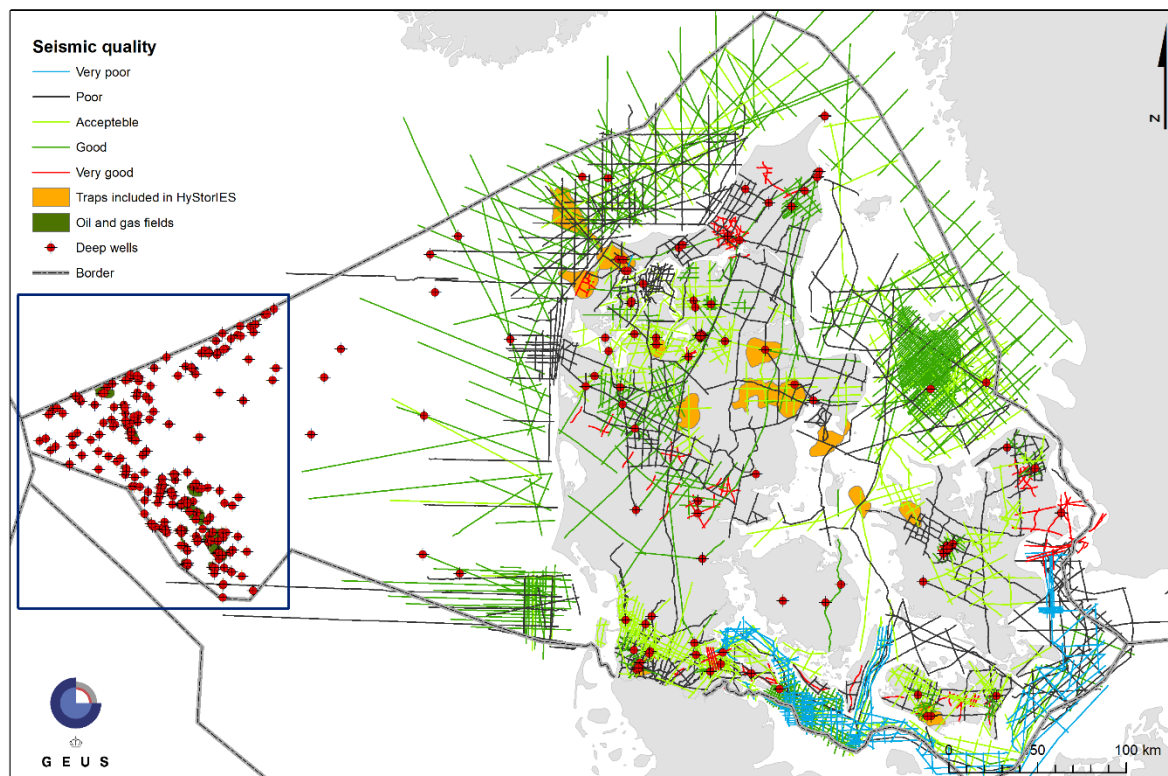 Seismic quality
Very poor
Poor
Accepteble
Good
Very good
Traps included in HyStorIES
Oil and gas fields
Deep wells
Border
Z
GEUS
0 50 100 km